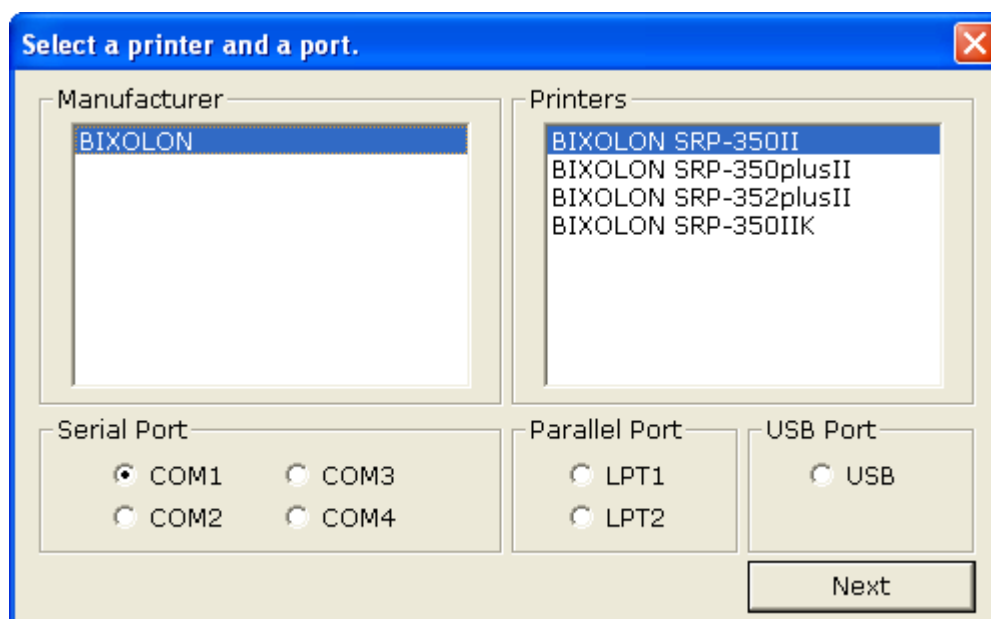 Select a printer and a port.
Manufacturer
BIXOLON
Printers
BIXOLON SRP-350II
BIXOLON SRP-350plusII
BIXOLON SRP-352plusII
BIXOLON SRP-350IIK
Serial Port
COM1 COM3
COM2 COM4
Parallel Port
LPT1
LPT2
USB Port
USB
Next